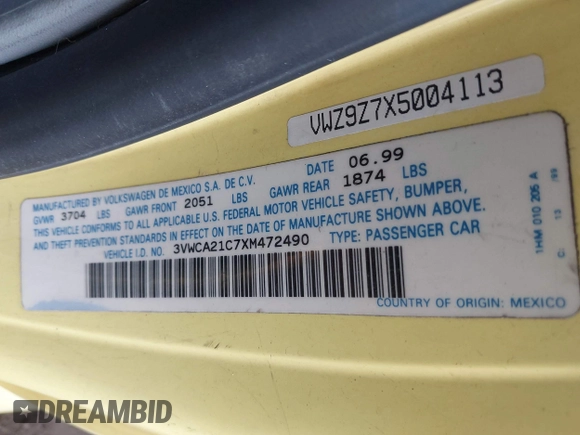 VWZ9Z7X5004113
MANUFACTURED BY VOLKSWAGEN DE MEXICO S.A. DE C.V. DATE 06.99
GVWR 3704 LBS GAWR FRONT 2051 LBS GAWR REAR 1874 LBS
THIS VEHICLE CONFORMS TO ALL APPLICABLE U.S. FEDERAL MOTOR VEHICLE SAFETY, BUMPER,
AND THEFT PREVENTION STANDARDS IN EFFECT ON THE DATE OF MANUFACTURE SHOWN ABOVE.
VEHICLE I.D. NO. 3VWCA21C7XM472490 TYPE: PASSENGER CAR
COUNTRY OF ORIGIN: MEXICO
1HM 010 205 A
C: 12 /99
DREAMBID